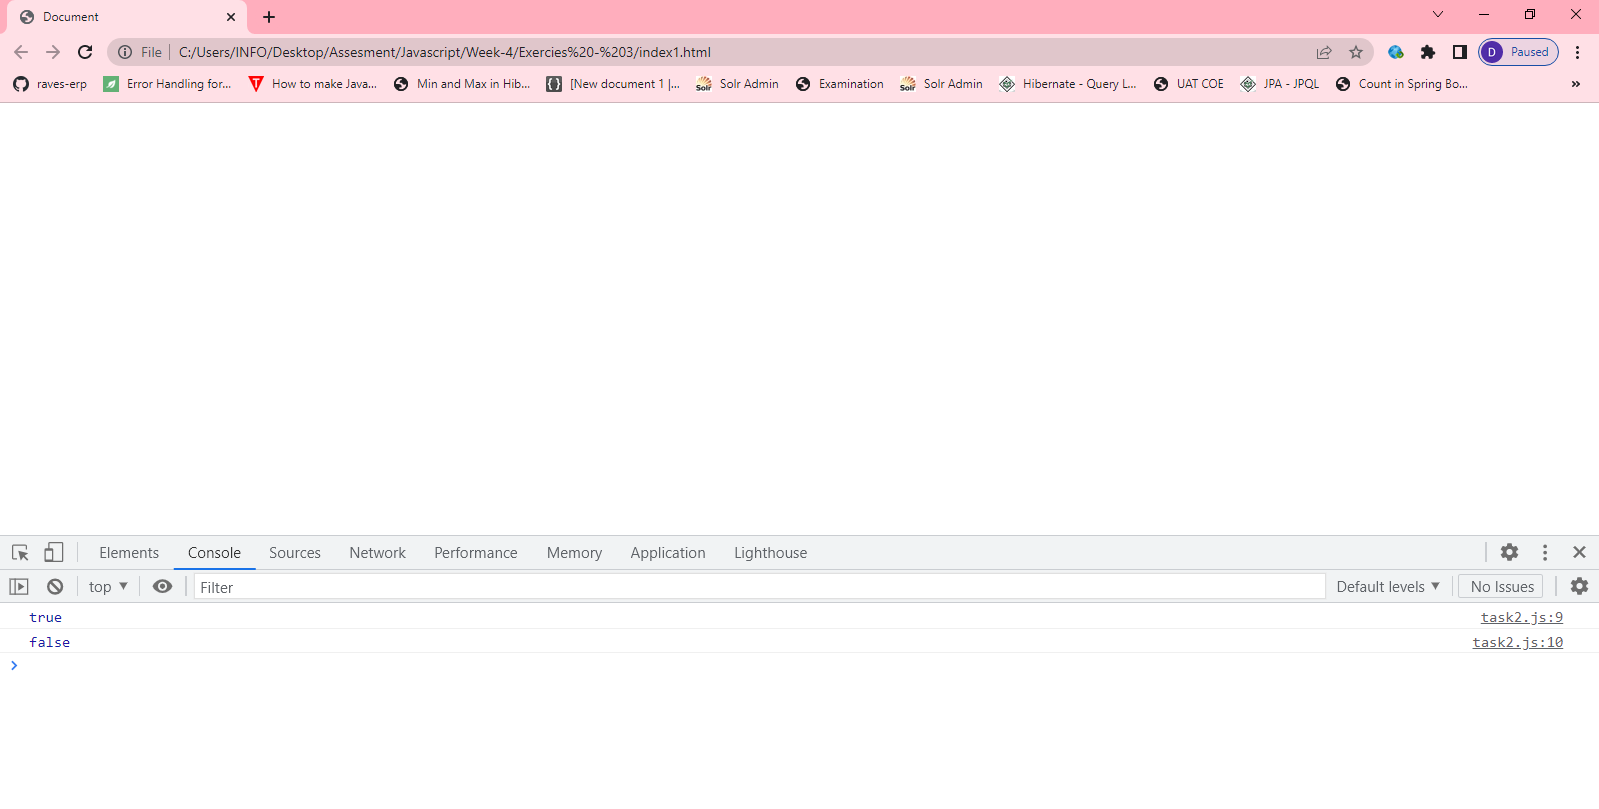 Document
File C:/Users/INFO/Desktop/Assesment/Javascript/Week-4/Exercies%20-%203/index1.html D Paused
raves-erp Error Handling for... T How to make Java... Min and Max in Hib... [New document 1 |... Solr Solr Admin Examination Solr Solr Admin Hibernate - Query L... UAT COE JPA - JPQL Count in Spring Bo... »
Elements Console Sources Network Performance Memory Application Lighthouse
top Filter Default levels No Issues
true task2.js:9
false task2.js:10